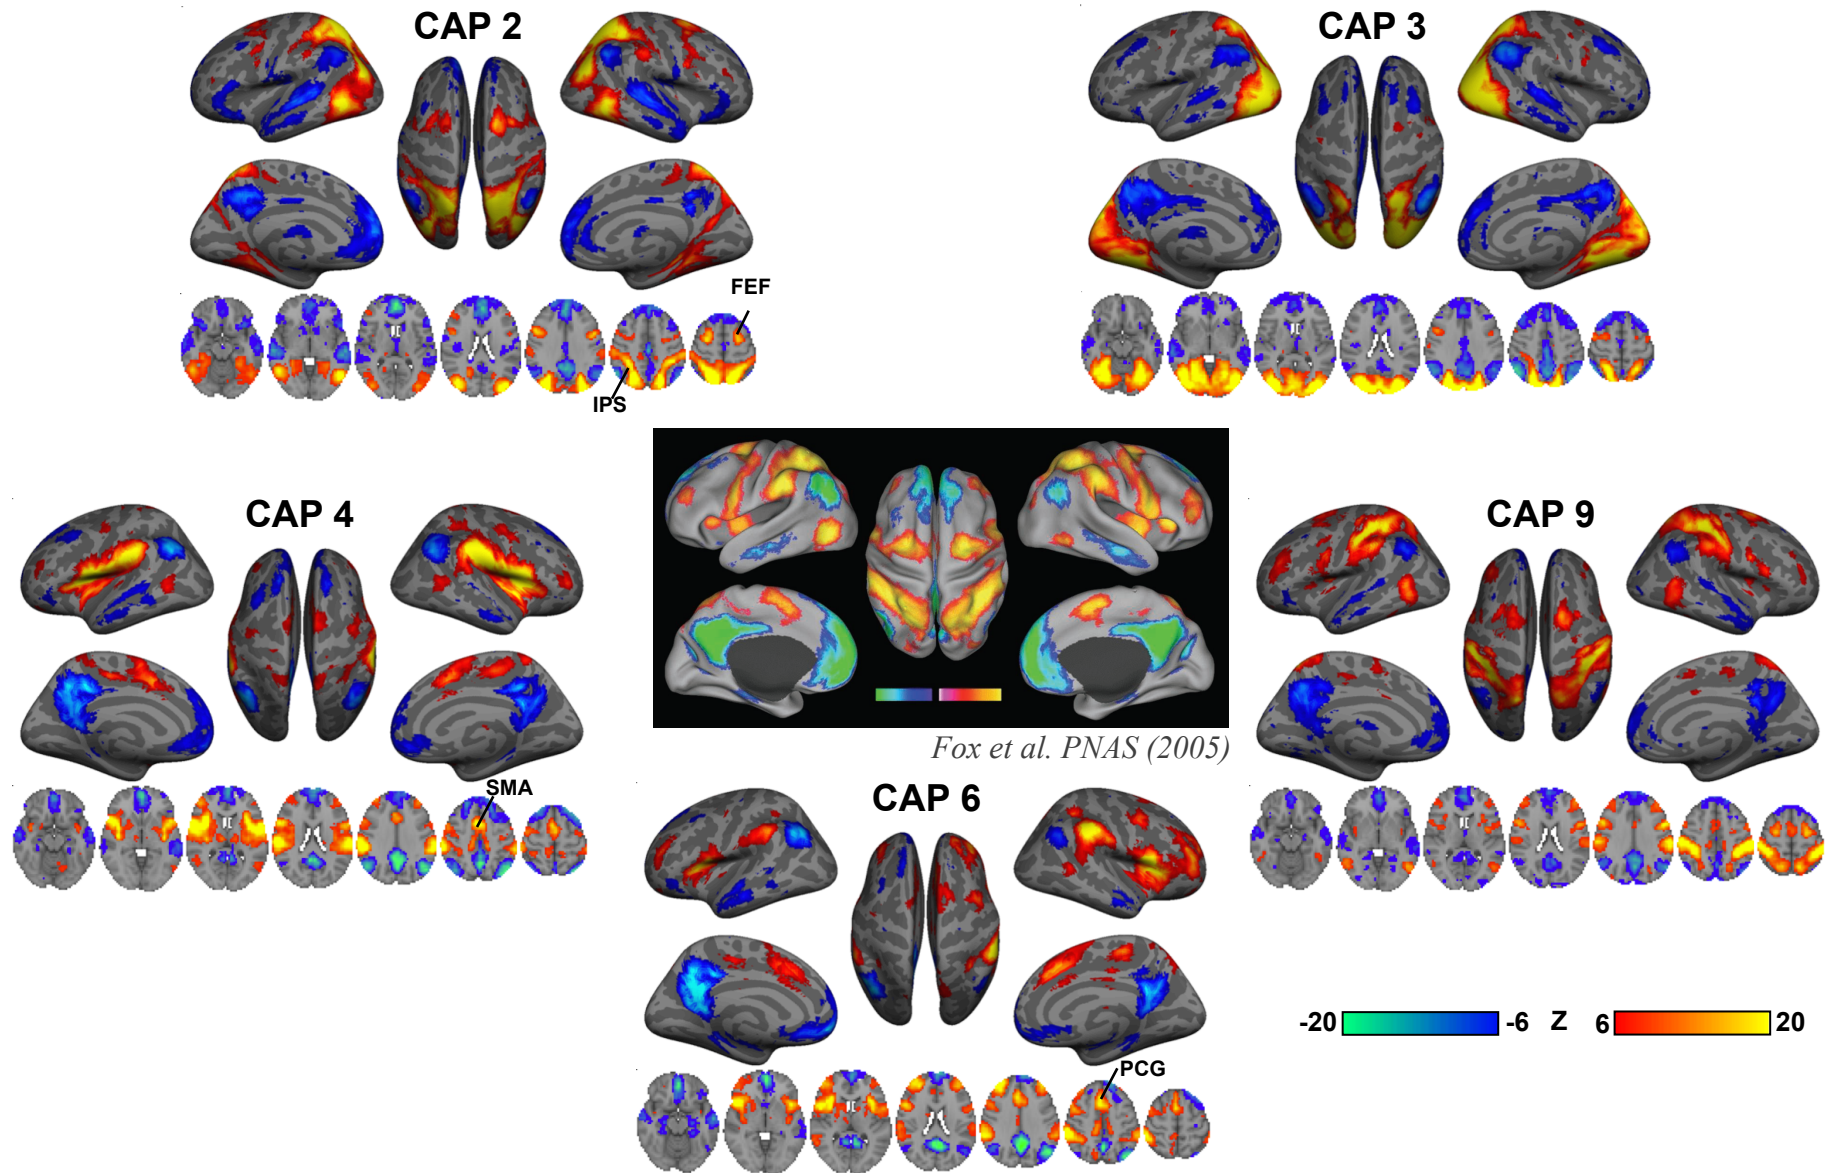 CAP 2
CAP 3
FEF
IPS
CAP 4
CAP 9
Fox et al. PNAS (2005)
SMA
CAP 6
PCG
-20 -6 Z 6 20